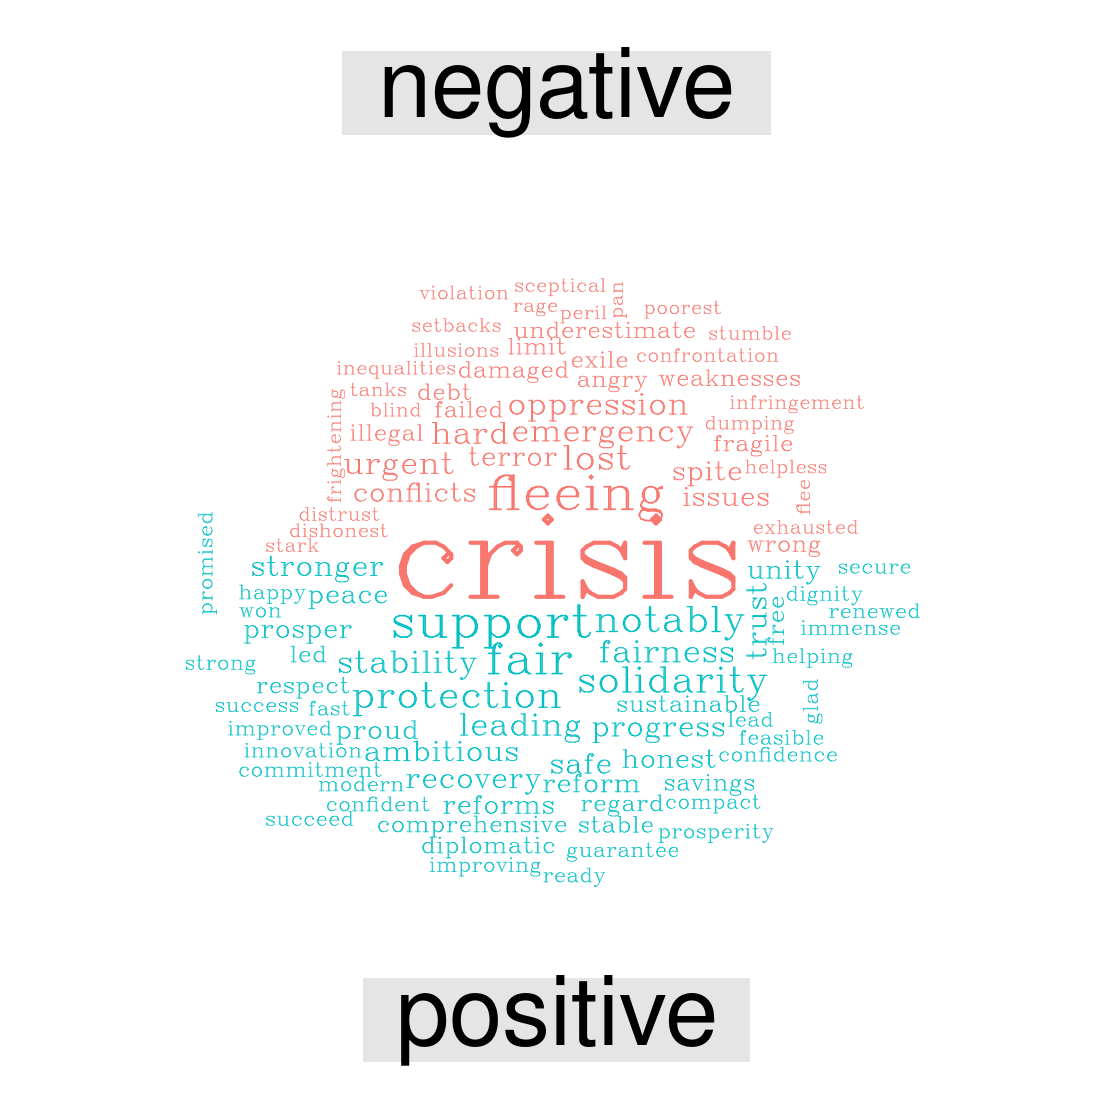 negative
violation sceptical pan
rage peril poorest
setbacks underestimate stumble
illusions limit exile confrontation
inequalities damaged angry weaknesses
tanks debt infringement
frightening blind failed oppression dumping
illegal hard emergency fragile
urgent terror lost spite helpless
conflicts fleeing issues flee
distrust exhausted
dishonest
stark crisis wrong
promised stronger unity secure
happy peace dignity
won support notably trust free renewed
prosper immense
strong led stability fair fairness helping
respect protection solidarity
success fast sustainable glad
improved proud leading progress lead
innovation ambitious feasible
commitment safe honest confidence
modern recovery reform savings
confident reforms regard compact
succeed comprehensive stable prosperity
diplomatic guarantee
improving ready
positive